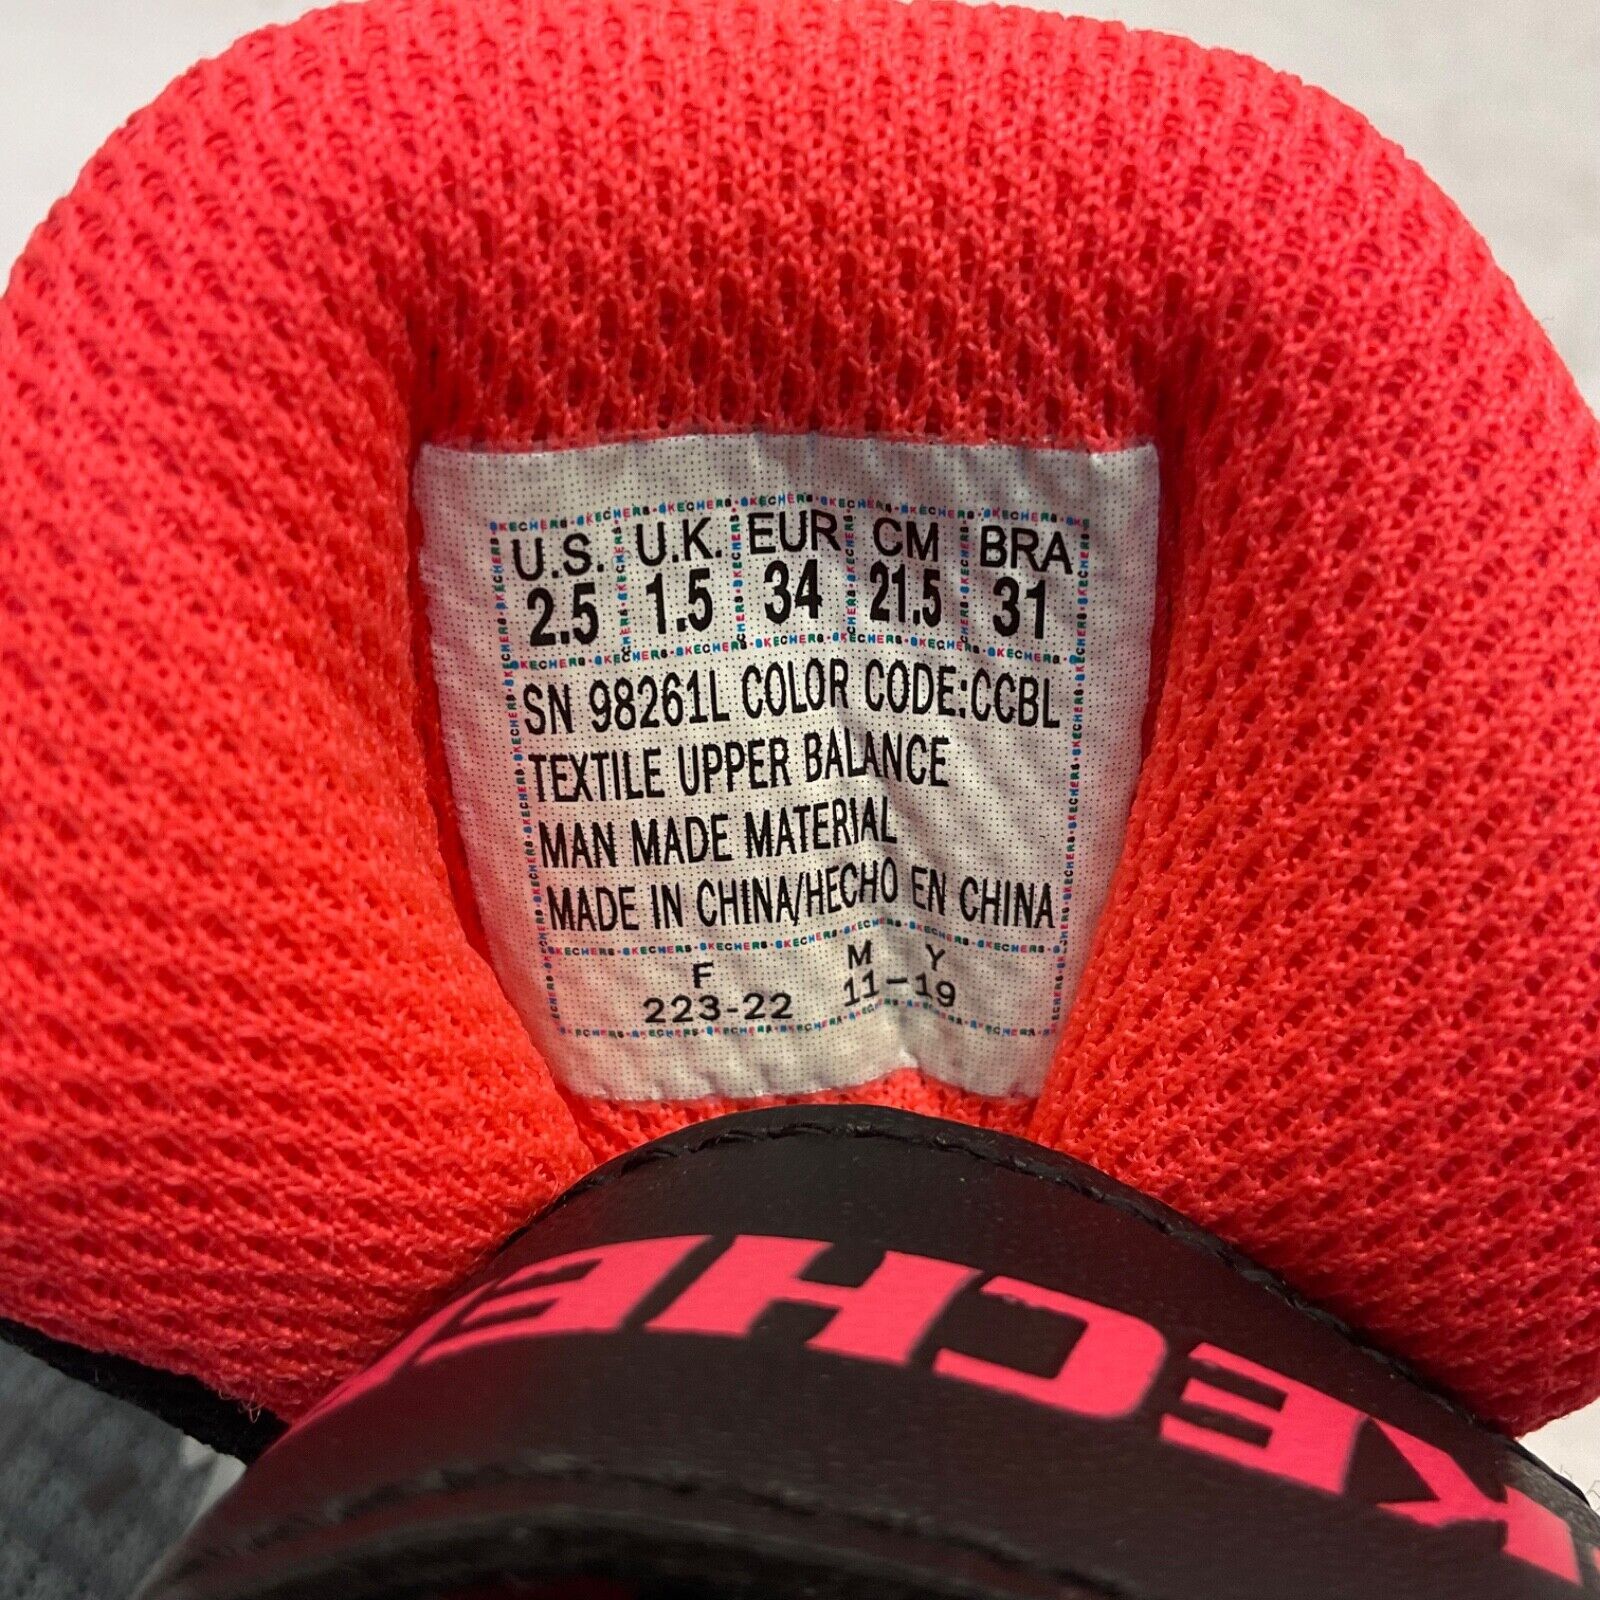 U.S. U.K. EUR CM BRA
2.5 1.5 34 21.5 31
SN 98261L COLOR CODE:CCBL
TEXTILE UPPER BALANCE
MAN MADE MATERIAL
MADE IN CHINA/HECHO EN CHINA
F M Y
223-22 11-19
SKECHE